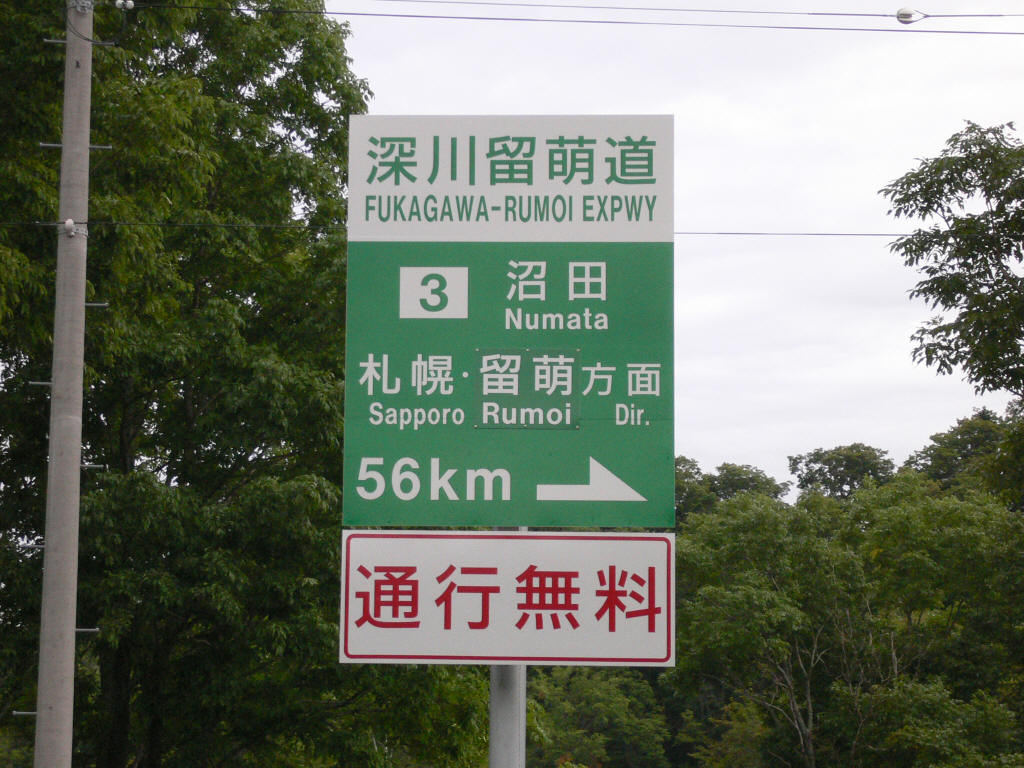 深川留萌道
FUKAGAWA-RUMOI EXPWY
3 沼田
Numata
札幌・留萌方面
Sapporo Rumoi Dir.
56km
通行無料